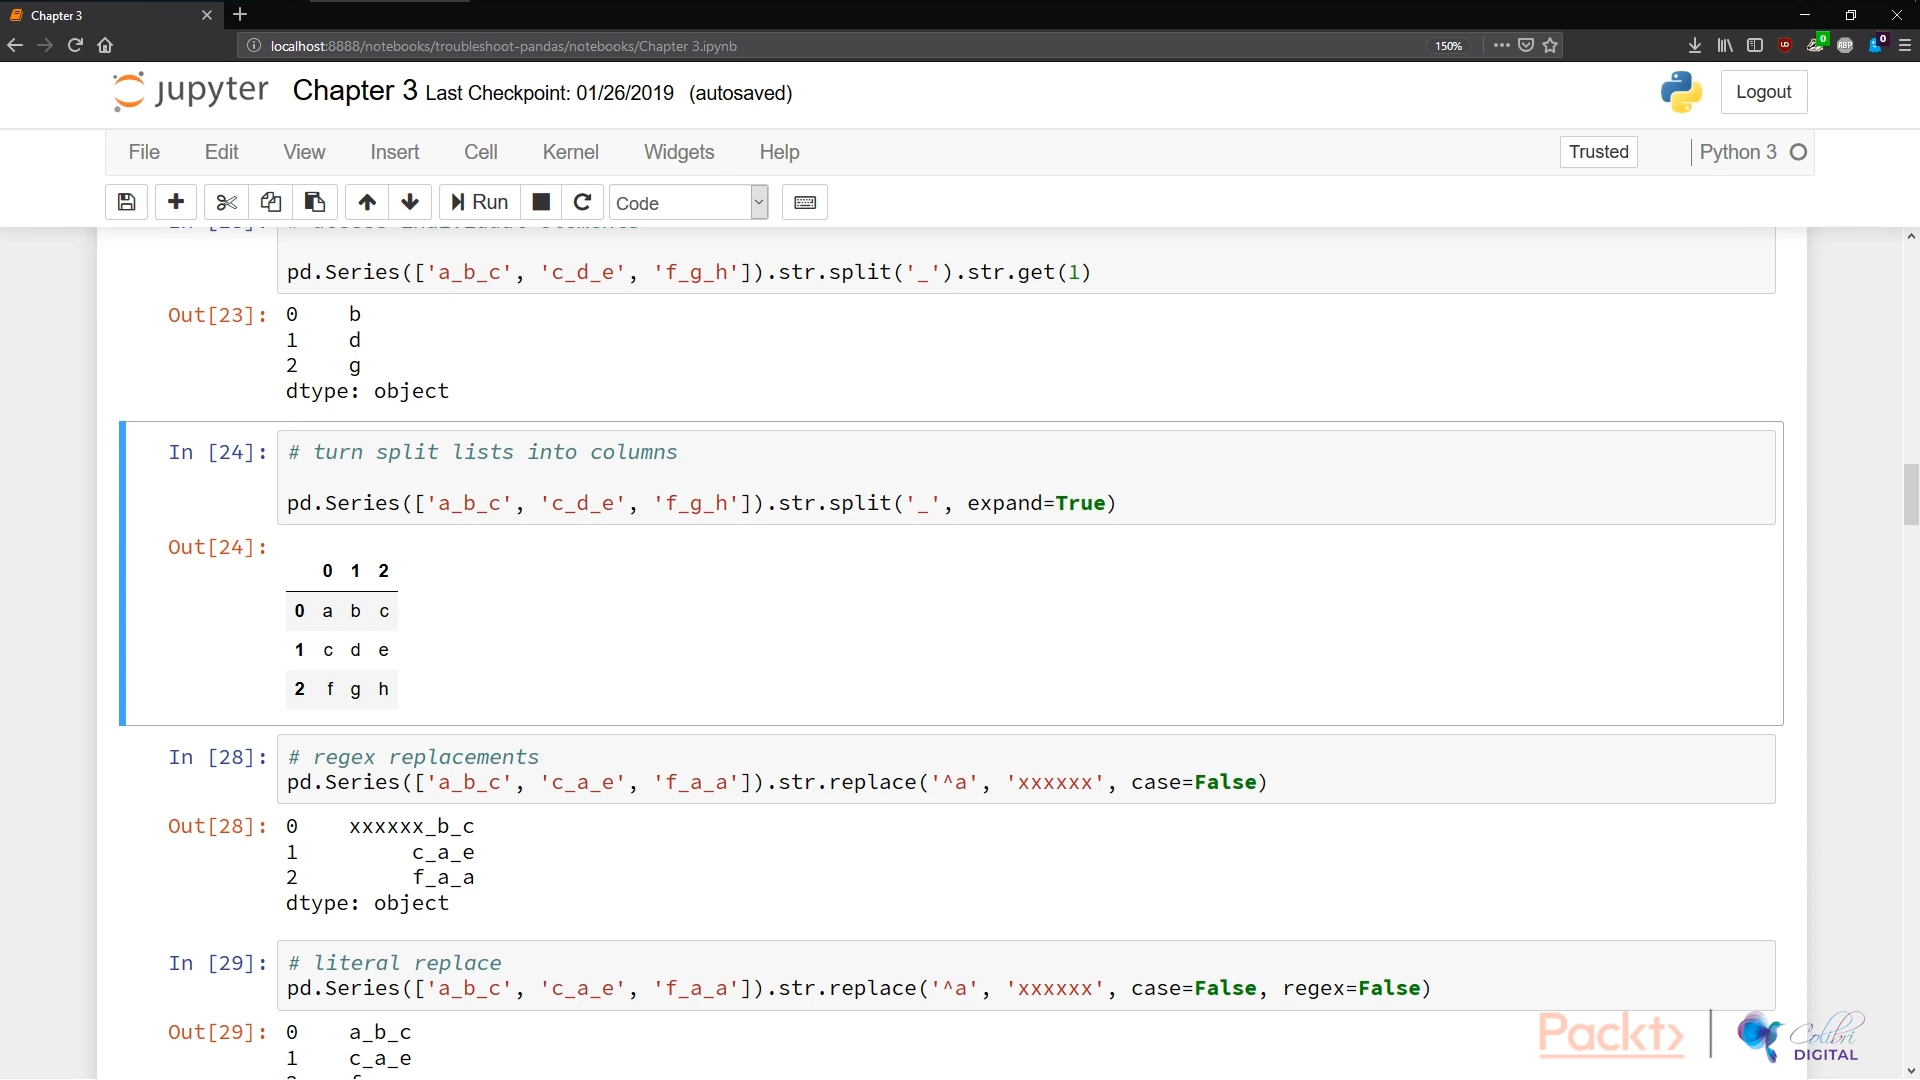 Chapter 3
localhost:8888/notebooks/troubleshoot-pandas/notebooks/Chapter 3.ipynb
150%
UD
0
ABP
0
jupyter Chapter 3 Last Checkpoint: 01/26/2019 (autosaved)
Logout
File Edit View Insert Cell Kernel Widgets Help
Trusted
Python 3
Run
Code
pd.Series(['a_b_c', 'c_d_e', 'f_g_h']).str.split('_').str.get(1)
Out[23]: 0 b
1 d
2 g
dtype: object
In [24]: # turn split lists into columns
pd.Series(['a_b_c', 'c_d_e', 'f_g_h']).str.split('_', expand=True)
Out[24]:
0 1 2
0 a b c
1 c d e
2 f g h
In [28]: # regex replacements
pd.Series(['a_b_c', 'c_a_e', 'f_a_a']).str.replace('^a', 'xxxxxx', case=False)
Out[28]: 0 xxxxxx_b_c
1 c_a_e
2 f_a_a
dtype: object
In [29]: # literal replace
pd.Series(['a_b_c', 'c_a_e', 'f_a_a']).str.replace('^a', 'xxxxxx', case=False, regex=False)
Out[29]: 0 a_b_c
1 c_a_e
Packt>
Colibri
DIGITAL